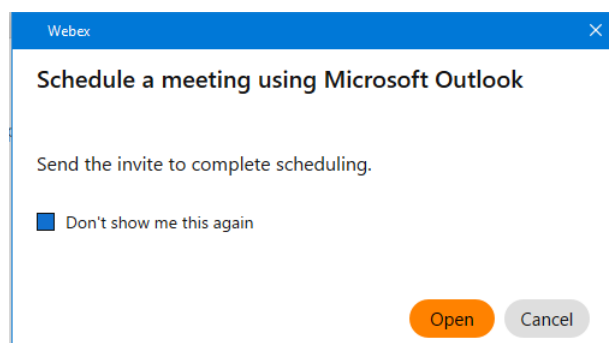 Webex
Schedule a meeting using Microsoft Outlook
Send the invite to complete scheduling.
Don't show me this again
Open Cancel